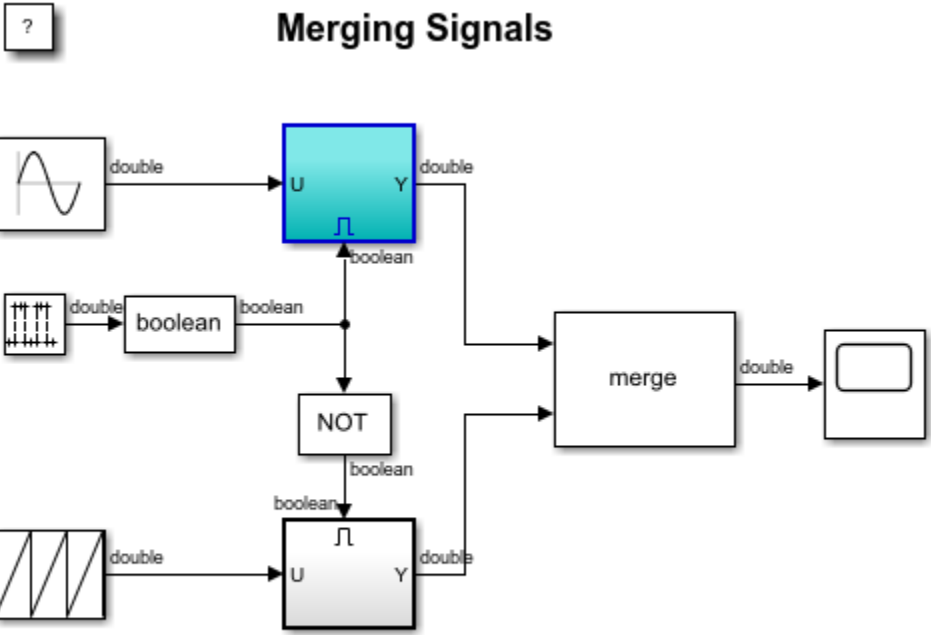 ?
Merging Signals
double
U
Y
double
boolean
double
boolean
boolean
merge
double
NOT
boolean
boolean
double
U
Y
double